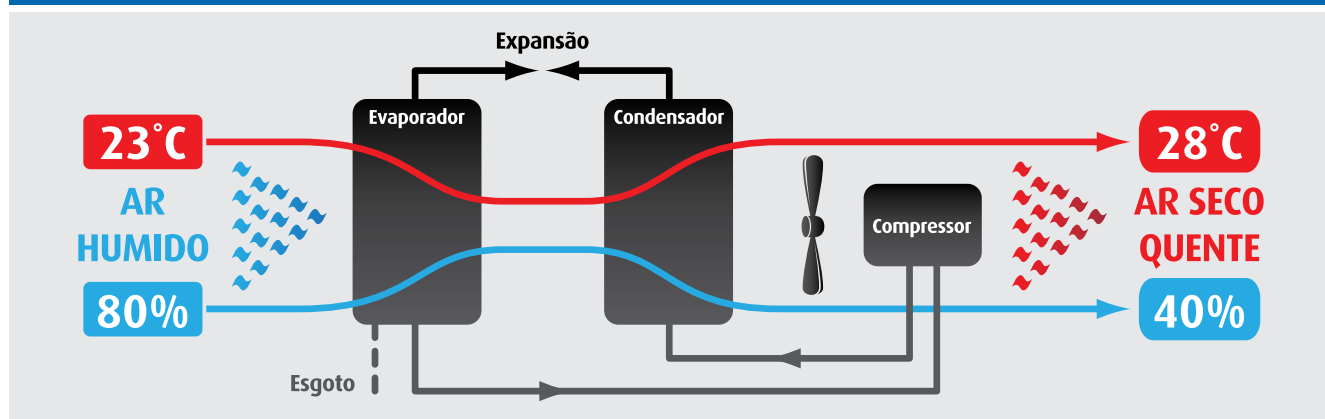 Expansão
Evaporador
Condensador
23°C
28°C
AR
HUMIDO
AR SECO
QUENTE
Compressor
80%
40%
Esgoto